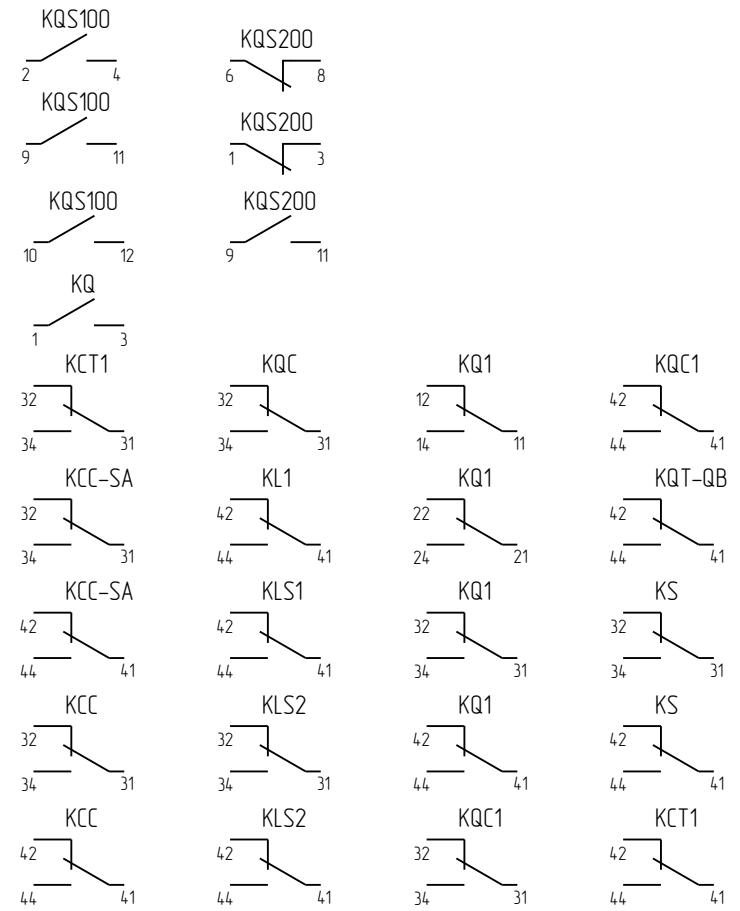 KQS100 KQS200
2 4 6 8
KQS100 KQS200
9 11 1 3
KQS100 KQS200
10 12 9 11
KQ
1 3
KCT1 KQC KQ1 KQC1
32 32 12 42
34 31 34 31 14 11 44 41
KCC-SA KL1 KQ1 KQT-QB
32 42 22 42
34 31 44 41 24 21 44 41
KCC-SA KLS1 KQ1 KS
42 42 32 32
44 41 44 41 34 31 34 31
KCC KLS2 KQ1 KS
32 32 42 42
34 31 34 31 44 41 44 41
KCC KLS2 KQC1 KCT1
42 42 32 42
44 41 44 41 34 31 44 41